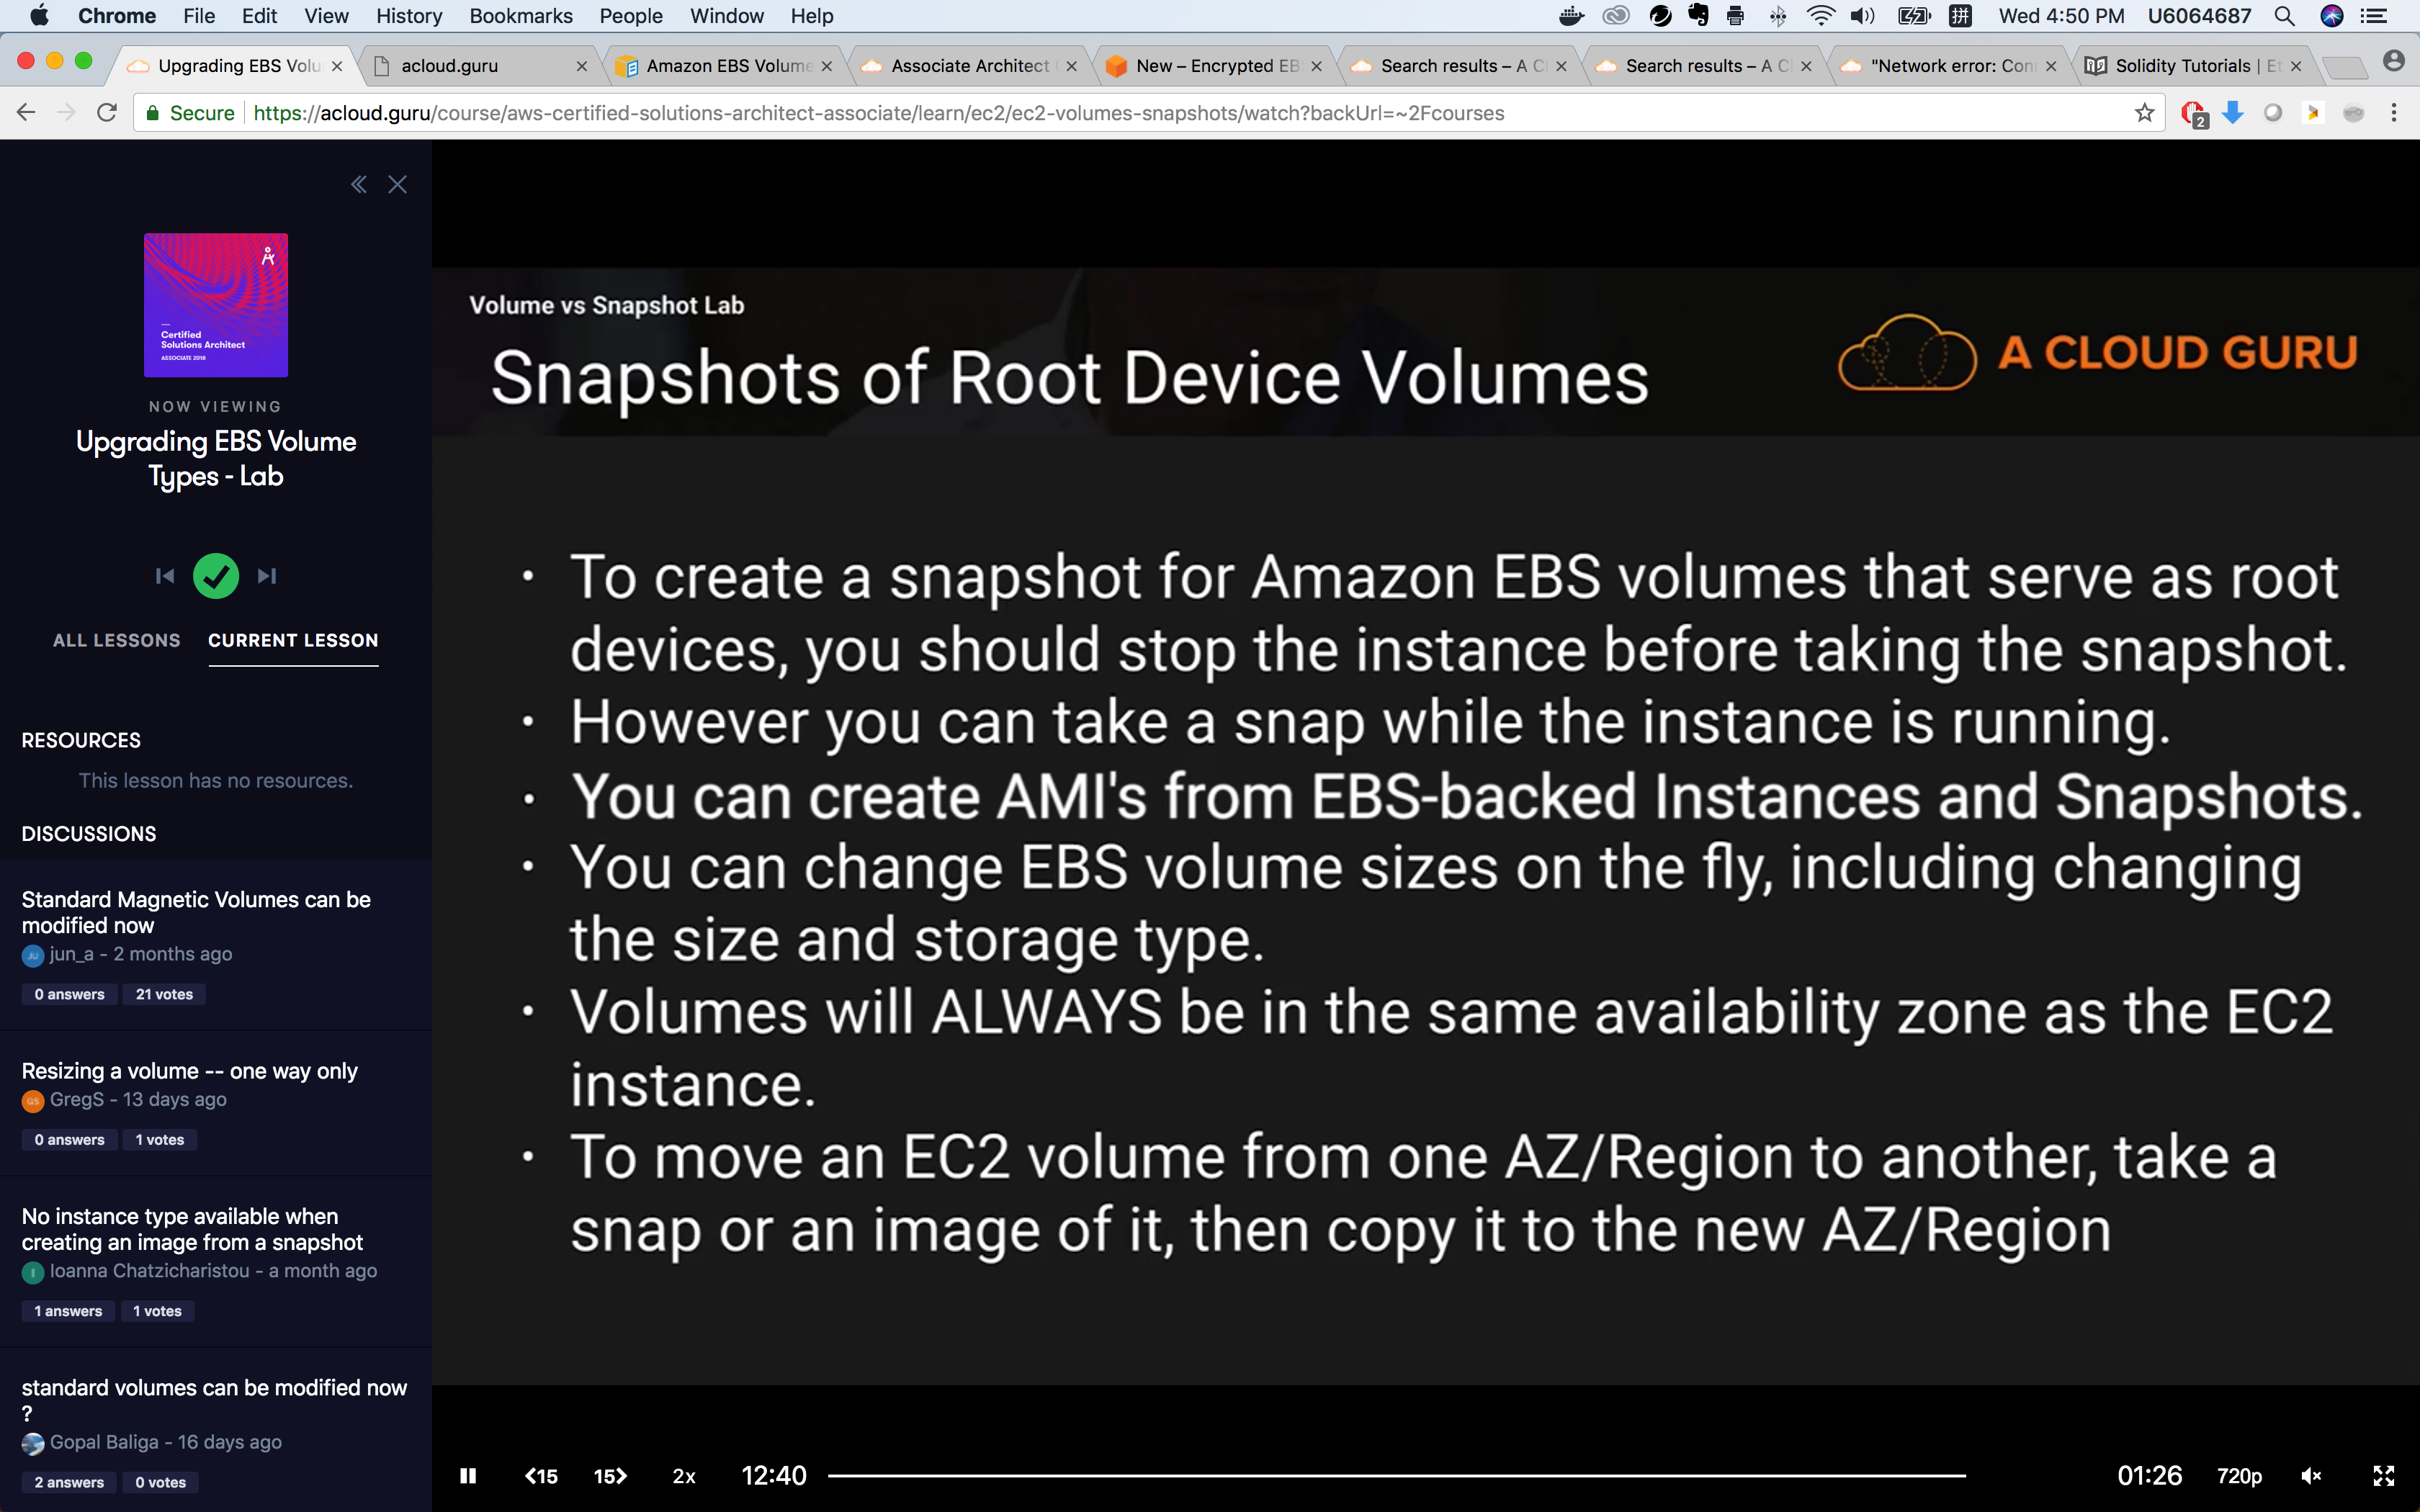 Chrome File Edit View History Bookmarks People Window Help
Wed 4:50 PM U6064687
Upgrading EBS Volu
acloud.guru
Amazon EBS Volume
Associate Architect
New – Encrypted EB
Search results – A Cl
Search results – A Cl
"Network error: Con
Solidity Tutorials | Et
Secure https://acloud.guru/course/aws-certified-solutions-architect-associate/learn/ec2/ec2-volumes-snapshots/watch?backUrl=~2Fcourses
2
Certified
Solutions Architect
ASSOCIATE 2018
NOW VIEWING
Upgrading EBS Volume
Types - Lab
ALL LESSONS CURRENT LESSON
RESOURCES
This lesson has no resources.
DISCUSSIONS
Standard Magnetic Volumes can be
modified now
jun_a - 2 months ago
0 answers 21 votes
Resizing a volume -- one way only
GS GregS - 13 days ago
0 answers 1 votes
No instance type available when
creating an image from a snapshot
I Ioanna Chatzicharistou - a month ago
1 answers 1 votes
standard volumes can be modified now
?
Gopal Baliga - 16 days ago
2 answers 0 votes
Volume vs Snapshot Lab
Snapshots of Root Device Volumes
A CLOUD GURU
• To create a snapshot for Amazon EBS volumes that serve as root
devices, you should stop the instance before taking the snapshot.
• However you can take a snap while the instance is running.
• You can create AMI's from EBS-backed Instances and Snapshots.
• You can change EBS volume sizes on the fly, including changing
the size and storage type.
• Volumes will ALWAYS be in the same availability zone as the EC2
instance.
• To move an EC2 volume from one AZ/Region to another, take a
snap or an image of it, then copy it to the new AZ/Region
15 15 2x 12:40 01:26 720p